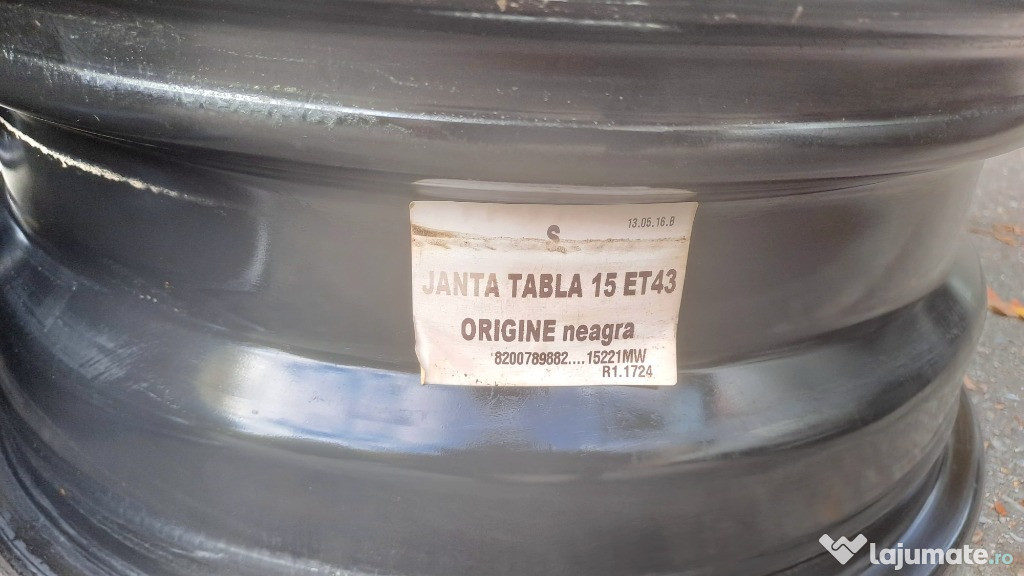 S
13.05.16.B
JANTA TABLA 15 ET43
ORIGINE neagra
8200789882....15221MW
R1.1724
lajumate.ro